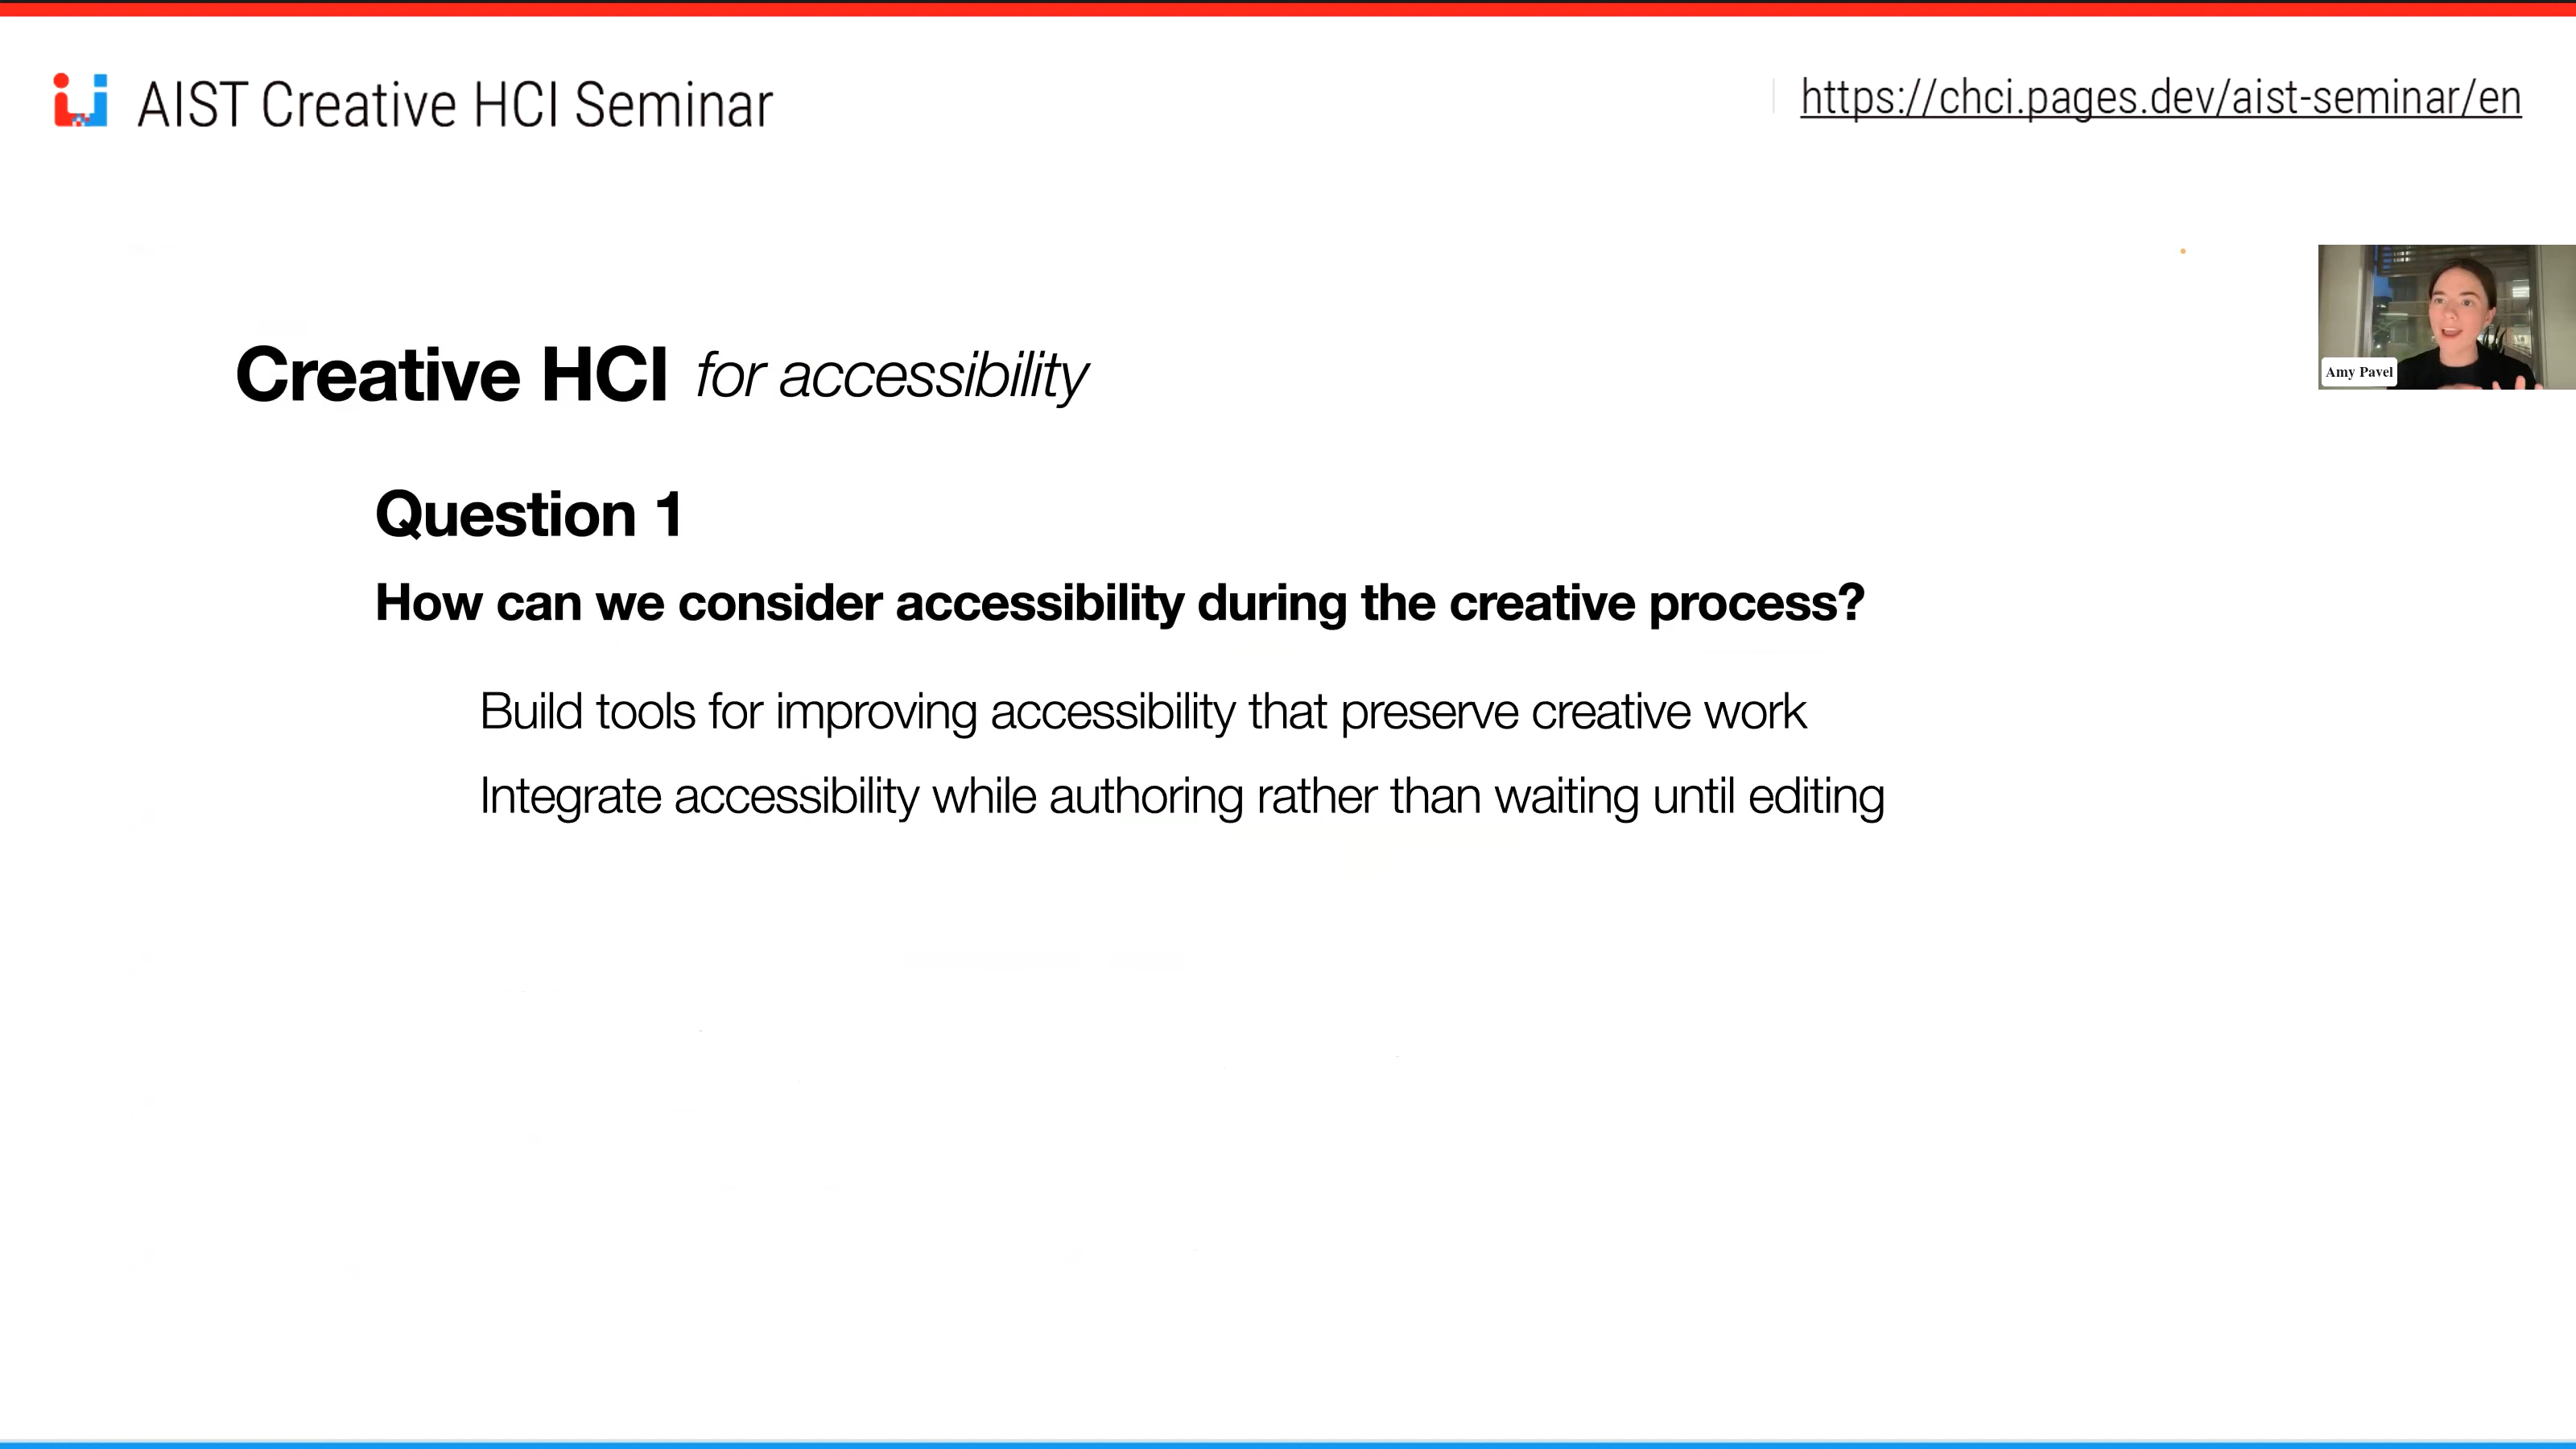 AIST Creative HCI Seminar
https://chci.pages.dev/aist-seminar/en
Amy Pavel
Creative HCI for accessibility
Question 1
How can we consider accessibility during the creative process?
Build tools for improving accessibility that preserve creative work
Integrate accessibility while authoring rather than waiting until editing